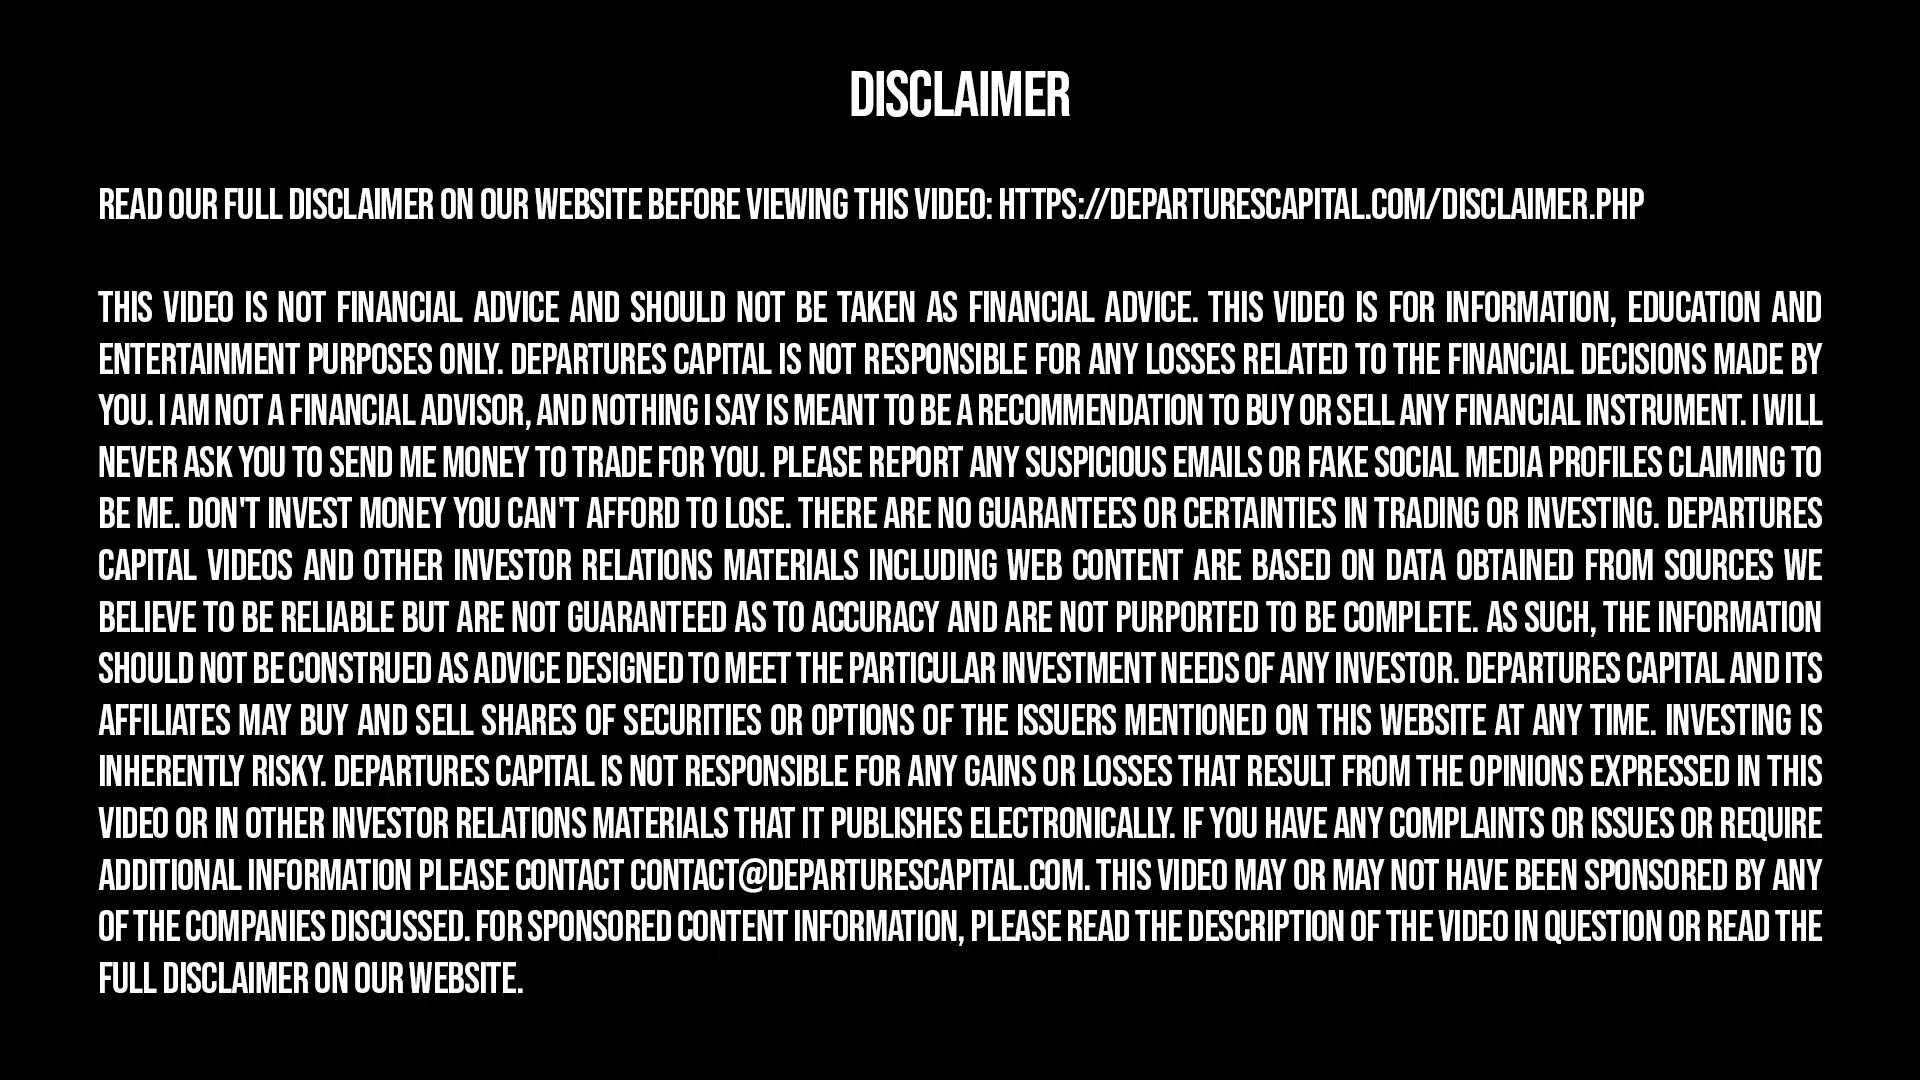 DISCLAIMER
READ OUR FULL DISCLAIMER ON OUR WEBSITE BEFORE VIEWING THIS VIDEO: HTTPS://DEPARTURESCAPITAL.COM/DISCLAIMER.PHP
THIS VIDEO IS NOT FINANCIAL ADVICE AND SHOULD NOT BE TAKEN AS FINANCIAL ADVICE. THIS VIDEO IS FOR INFORMATION, EDUCATION AND
ENTERTAINMENT PURPOSES ONLY. DEPARTURES CAPITAL IS NOT RESPONSIBLE FOR ANY LOSSES RELATED TO THE FINANCIAL DECISIONS MADE BY
YOU. I AM NOT A FINANCIAL ADVISOR, AND NOTHING I SAY IS MEANT TO BE A RECOMMENDATION TO BUY OR SELL ANY FINANCIAL INSTRUMENT. I WILL
NEVER ASK YOU TO SEND ME MONEY TO TRADE FOR YOU. PLEASE REPORT ANY SUSPICIOUS EMAILS OR FAKE SOCIAL MEDIA PROFILES CLAIMING TO
BE ME. DON'T INVEST MONEY YOU CAN'T AFFORD TO LOSE. THERE ARE NO GUARANTEES OR CERTAINTIES IN TRADING OR INVESTING. DEPARTURES
CAPITAL VIDEOS AND OTHER INVESTOR RELATIONS MATERIALS INCLUDING WEB CONTENT ARE BASED ON DATA OBTAINED FROM SOURCES WE
BELIEVE TO BE RELIABLE BUT ARE NOT GUARANTEED AS TO ACCURACY AND ARE NOT PURPORTED TO BE COMPLETE. AS SUCH, THE INFORMATION
SHOULD NOT BE CONSTRUED AS ADVICE DESIGNED TO MEET THE PARTICULAR INVESTMENT NEEDS OF ANY INVESTOR. DEPARTURES CAPITAL AND ITS
AFFILIATES MAY BUY AND SELL SHARES OF SECURITIES OR OPTIONS OF THE ISSUERS MENTIONED ON THIS WEBSITE AT ANY TIME. INVESTING IS
INHERENTLY RISKY. DEPARTURES CAPITAL IS NOT RESPONSIBLE FOR ANY GAINS OR LOSSES THAT RESULT FROM THE OPINIONS EXPRESSED IN THIS
VIDEO OR IN OTHER INVESTOR RELATIONS MATERIALS THAT IT PUBLISHES ELECTRONICALLY. IF YOU HAVE ANY COMPLAINTS OR ISSUES OR REQUIRE
ADDITIONAL INFORMATION PLEASE CONTACT CONTACT@DEPARTURESCAPITAL.COM. THIS VIDEO MAY OR MAY NOT HAVE BEEN SPONSORED BY ANY
OF THE COMPANIES DISCUSSED. FOR SPONSORED CONTENT INFORMATION, PLEASE READ THE DESCRIPTION OF THE VIDEO IN QUESTION OR READ THE
FULL DISCLAIMER ON OUR WEBSITE.